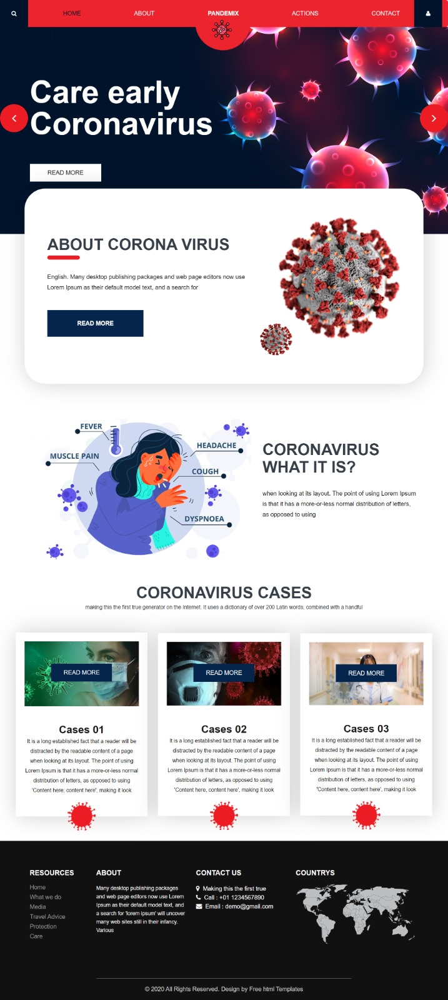 HOME
ABOUT
PANDEMIX
ACTIONS
CONTACT
Care early
Coronavirus
READ MORE
ABOUT CORONA VIRUS
English. Many desktop publishing packages and web page editors now use
Lorem Ipsum as their default model text, and a search for
READ MORE
FEVER
MUSCLE PAIN
HEADACHE
COUGH
DYSPNOEA
CORONAVIRUS
WHAT IT IS?
when looking at its layout. The point of using Lorem Ipsum
is that it has a more-or-less normal distribution of letters,
as opposed to using
CORONAVIRUS CASES
making this the first true generator on the Internet. It uses a dictionary of over 200 Latin words, combined with a handful
READ MORE
Cases 01
It is a long established fact that a reader will be
distracted by the readable content of a page
when looking at its layout. The point of using
Lorem Ipsum is that it has a more-or-less normal
distribution of letters, as opposed to using
'Content here, content here', making it look
READ MORE
Cases 02
It is a long established fact that a reader will be
distracted by the readable content of a page
when looking at its layout. The point of using
Lorem Ipsum is that it has a more-or-less normal
distribution of letters, as opposed to using
'Content here, content here', making it look
READ MORE
Cases 03
It is a long established fact that a reader will be
distracted by the readable content of a page
when looking at its layout. The point of using
Lorem Ipsum is that it has a more-or-less normal
distribution of letters, as opposed to using
'Content here, content here', making it look
RESOURCES
Home
What we do
Media
Travel Advice
Protection
Care
ABOUT
Many desktop publishing packages
and web page editors now use Lorem
Ipsum as their default model text, and
a search for 'lorem ipsum' will uncover
many web sites still in their infancy.
Various
CONTACT US
Making this the first true
Call : +01 1234567890
Email : demo@gmail.com
COUNTRYS
© 2020 All Rights Reserved. Design by Free html Templates